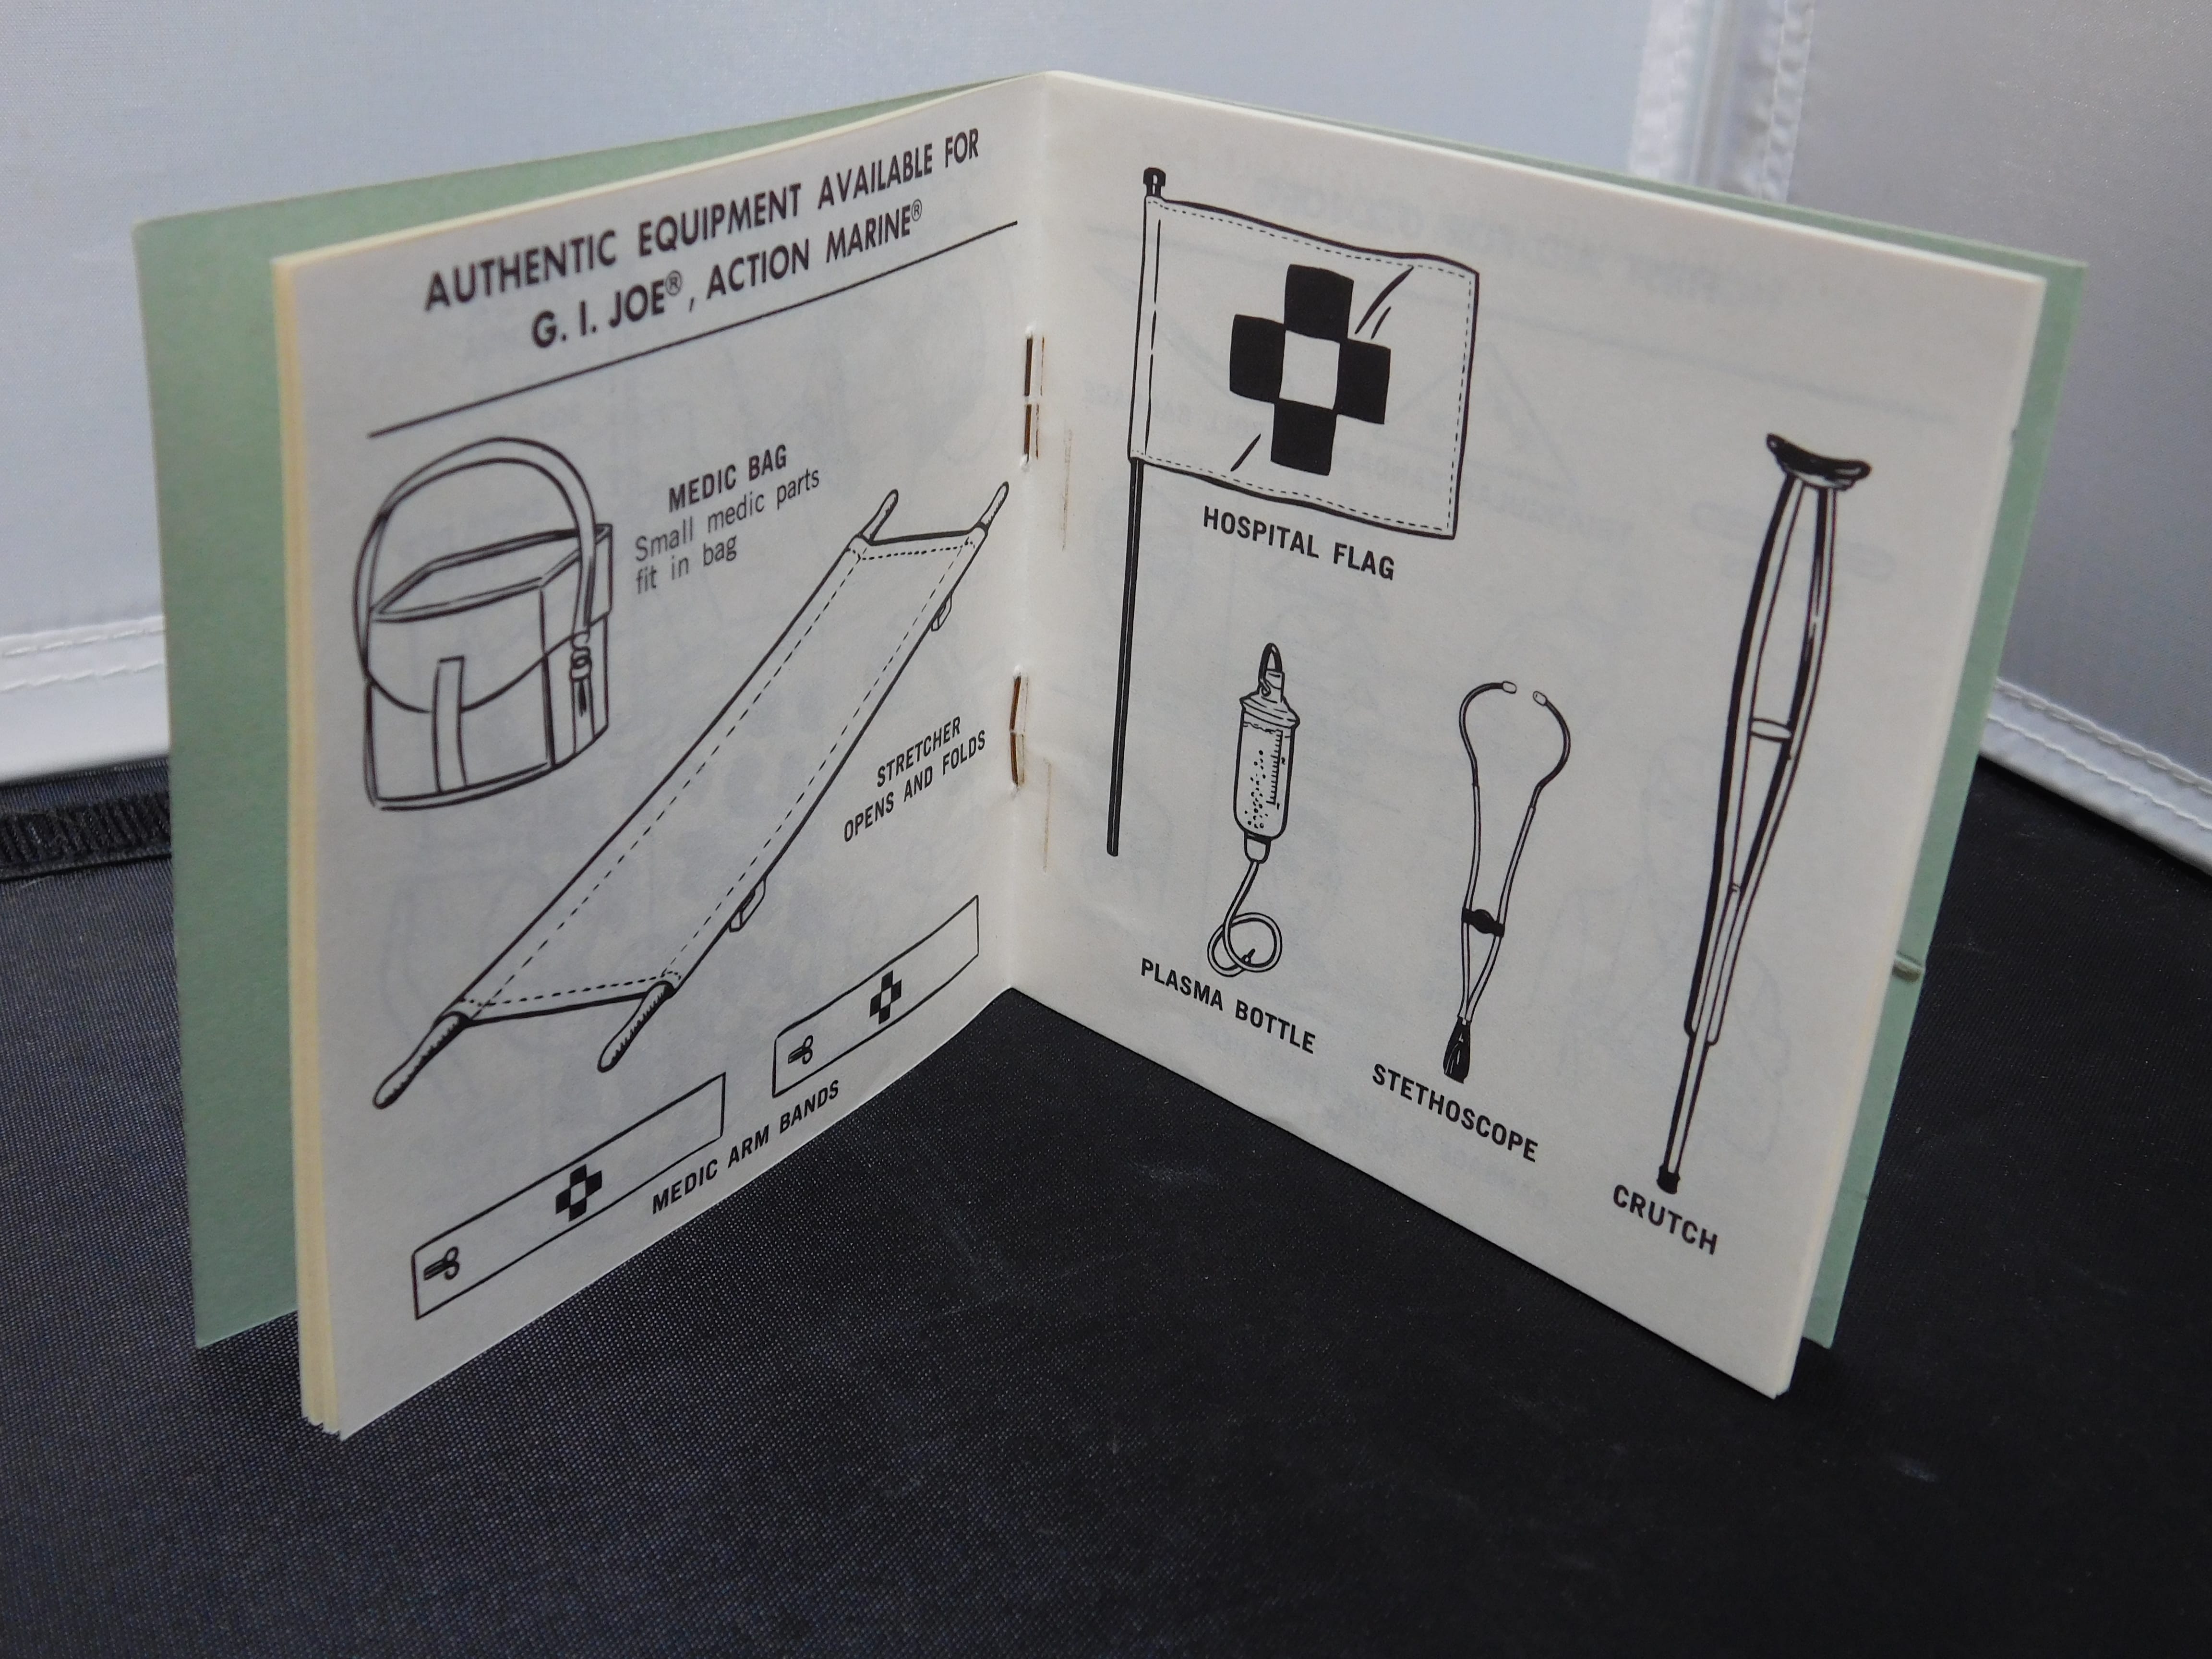 AUTHENTIC EQUIPMENT AVAILABLE FOR
G. I. JOE®, ACTION MARINE®
MEDIC BAG
Small medic parts
fit in bag
STRETCHER
OPENS AND FOLDS
MEDIC ARM BANDS
HOSPITAL FLAG
PLASMA BOTTLE
STETHOSCOPE
CRUTCH